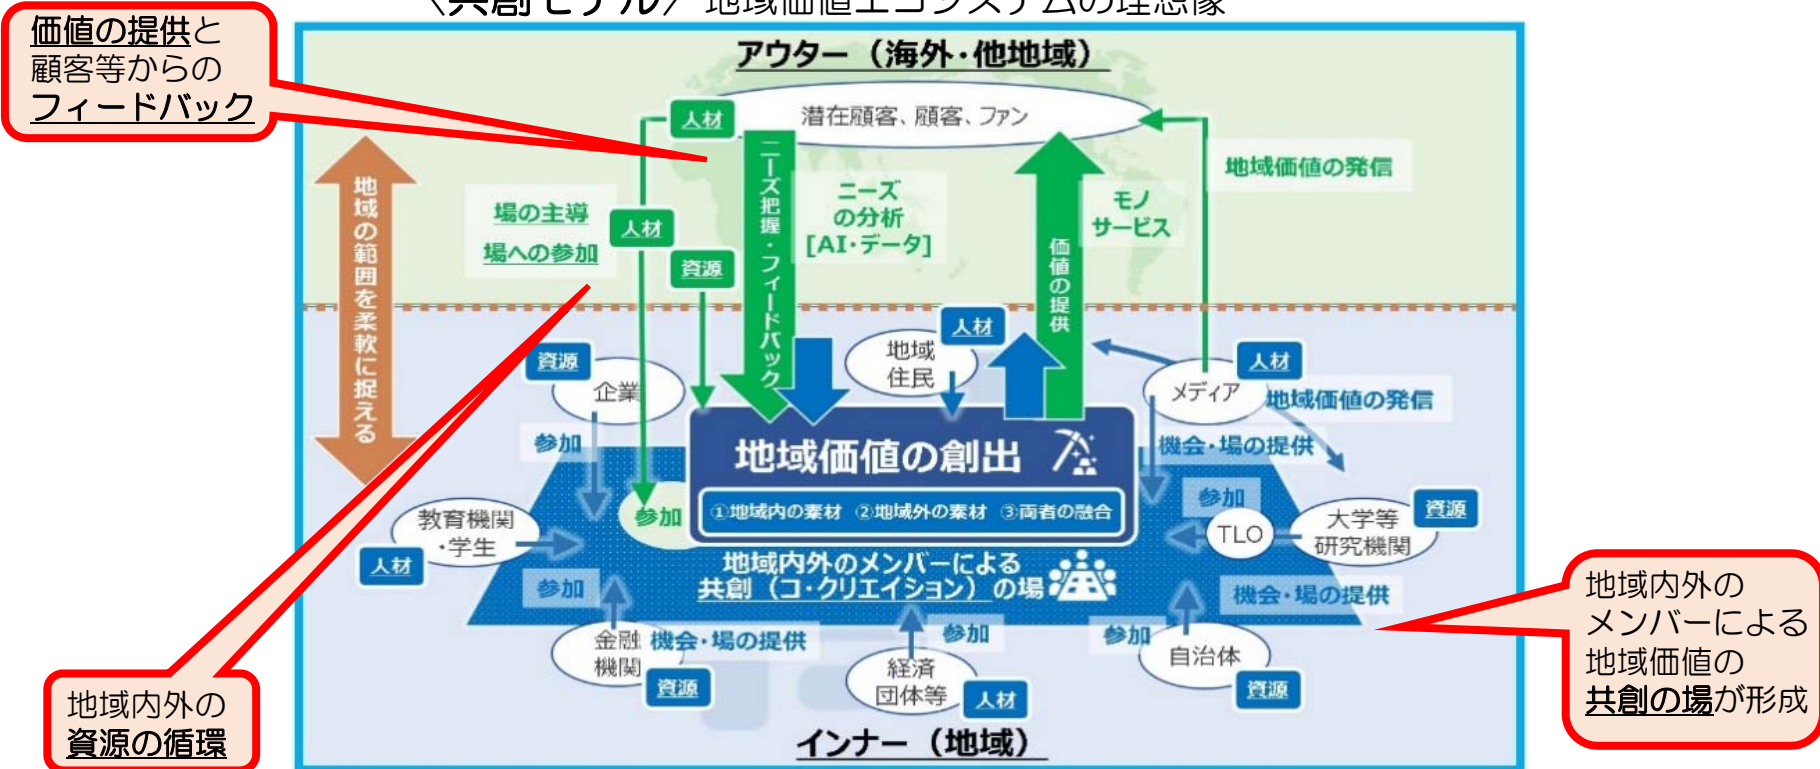 〈共創モデル〉地域価値エコシステムの理想像
価値の提供と
顧客等からの
フィードバック
アウター（海外・他地域）
人材
潜在顧客、顧客、ファン
地域価値の発信
地域の範囲を柔軟に捉える
場の主導
場への参加
人材
資源
ニーズ把握・フィードバック
ニーズ
の分析
[AI・データ]
モノ
サービス
価値の提供
資源
企業
参加
地域
住民
人材
メディア
人材
地域価値の発信
機会・場の提供
地域価値の創出
①地域内の素材 ②地域外の素材 ③両者の融合
参加
教育機関
・学生
人材
参加
参加
TLO
大学等
研究機関
資源
地域内外のメンバーによる
共創（コ・クリエイション）の場
機会・場の提供
金融
機関
機会・場の提供
資源
参加
経済
団体等
人材
参加
自治体
資源
インナー（地域）
地域内外の
資源の循環
地域内外の
メンバーによる
地域価値の
共創の場が形成